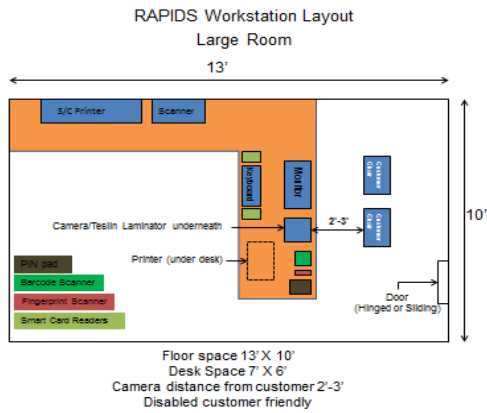 RAPIDS Workstation Layout
Large Room
13'
S/C Printer
Scanner
Keyboard
Monitor
Customer Chair
Customer Chair
2'-3'
10'
Camera/Teslin Laminator underneath
Printer (under desk)
PIN pad
Barcode Scanner
Fingerprint Scanner
Smart Card Readers
Door
(Hinged or Sliding)
Floor space 13' X 10'
Desk Space 7' X 6'
Camera distance from customer 2'-3'
Disabled customer friendly